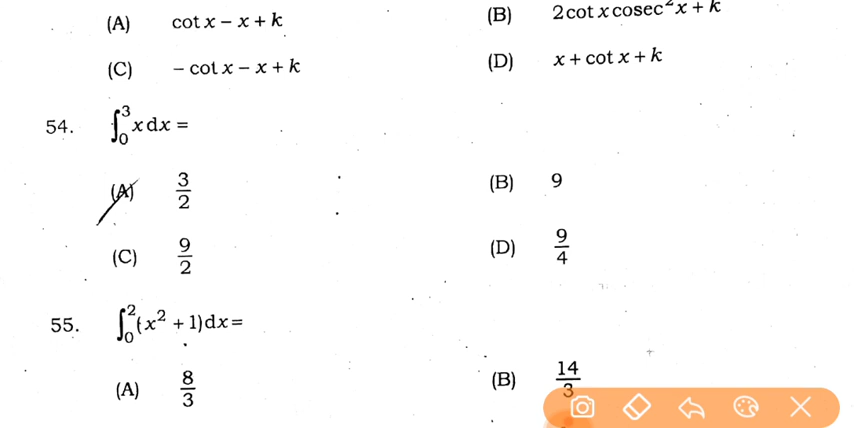 (A) cot x − x + k (B) 2 cot x cosec²x + k
(C) − cot x − x + k (D) x + cot x + k
54. ∫₀³ x dx =
(A) 3/2 (B) 9
(C) 9/2 (D) 9/4
55. ∫₀² (x² + 1) dx =
(A) 8/3 (B) 14/3